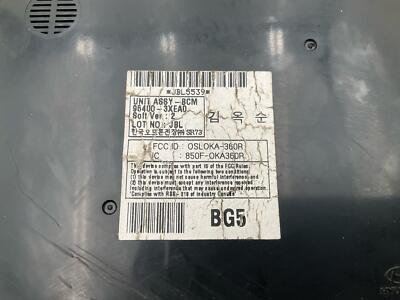 *JBL5539*
UNIT ASSY-BCM
95400-3XEA0
Soft Ver.: 2
LOT NO.: JBL
한국오므론전장㈜ SR73
김 옥 순
FCC ID : OSLOKA-360R
IC : 850F-OKA360R
This device complies with part 15 of the FCC Rules.
Operation is subject to the following two conditions.
(1) this device may not cause harmful interference, and
(2) this device must accept any interference received,
including interference that may cause undesired operation.
"Complies with RSS-210 of Industry Canada"
BG5